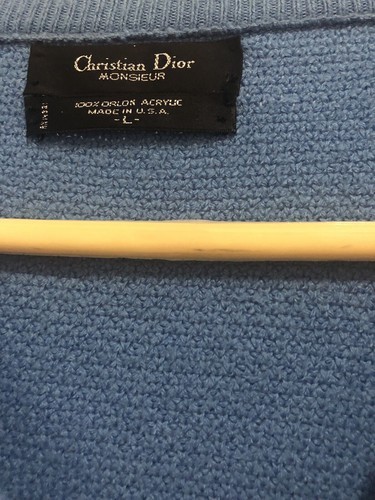 Christian Dior
MONSIEUR
100% ORLON ACRYLIC
MADE IN U.S.A.
-L-